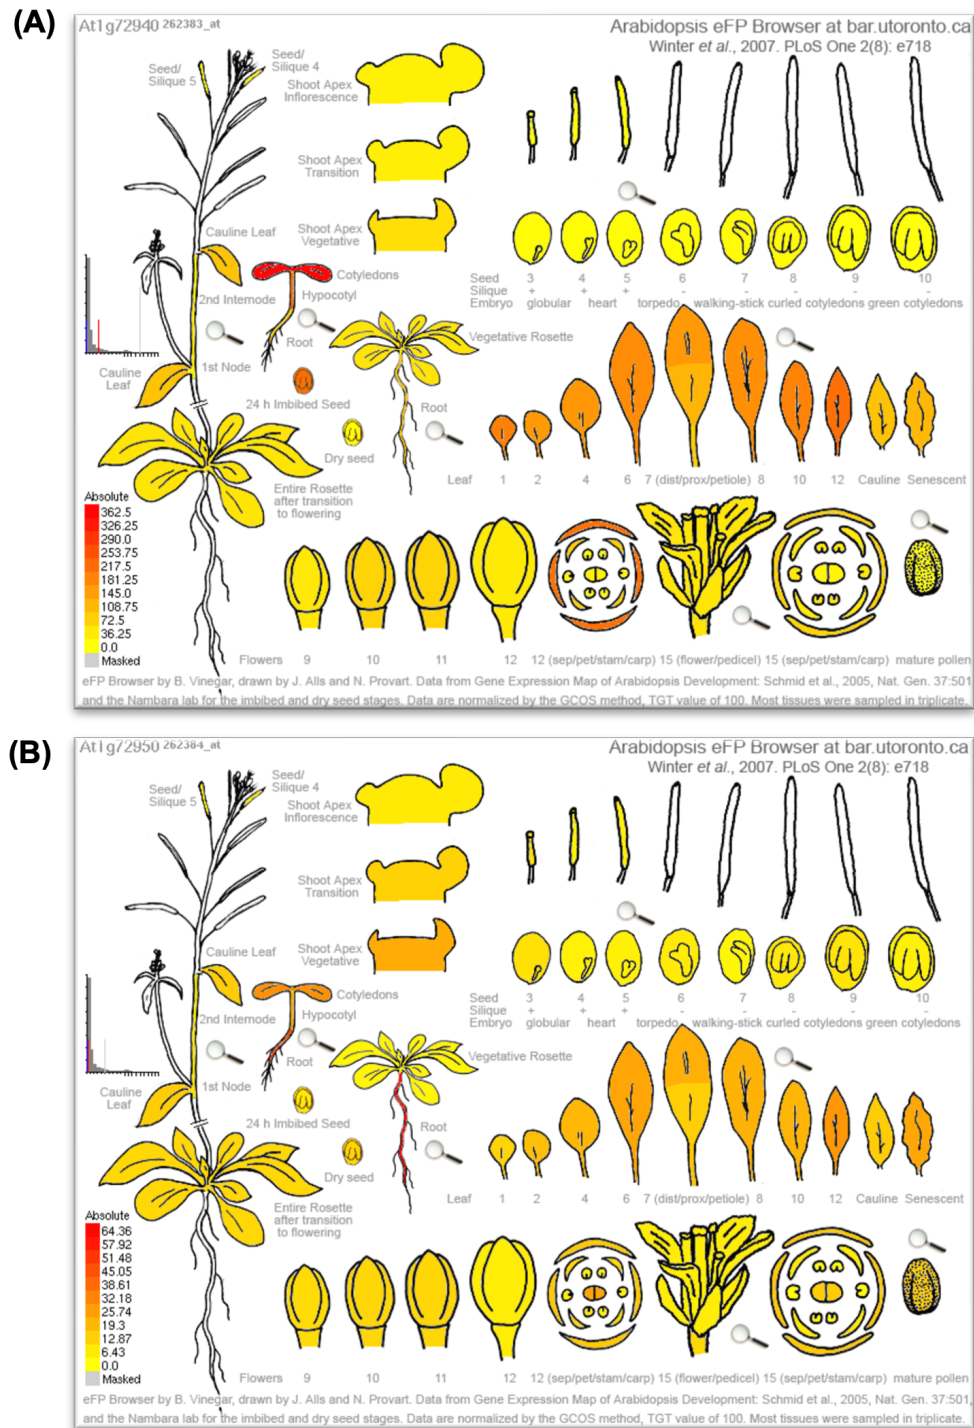 (A)
At1g72940 262383_at
Arabidopsis eFP Browser at bar.utoronto.ca
Winter et al., 2007. PLoS One 2(8): e718
Seed/
Silique 5
Seed/
Silique 4
Shoot Apex
Inflorescence
Shoot Apex
Transition
Shoot Apex
Vegetative
Cauline Leaf
2nd Internode
Cotyledons
Hypocotyl
Root
1st Node
Cauline
Leaf
24 h Imbibed Seed
Dry seed
Vegetative Rosette
Root
Entire Rosette
after transition
to flowering
Seed 3 4 5 6 7 8 9 10
Silique + + + - - - - -
Embryo globular heart torpedo walking-stick curled cotyledons green cotyledons
Leaf 1 2 4 6 7 (dist/prox/petiole) 8 10 12 Cauline Senescent
Absolute
362.5
326.25
290.0
253.75
217.5
181.25
145.0
108.75
72.5
36.25
0.0
Masked
Flowers 9 10 11 12 12 (sep/pet/stam/carp) 15 (flower/pedicel) 15 (sep/pet/stam/carp) mature pollen
eFP Browser by B. Vinegar, drawn by J. Alls and N. Provart. Data from Gene Expression Map of Arabidopsis Development: Schmid et al., 2005, Nat. Gen. 37:501
and the Nambara lab for the imbibed and dry seed stages. Data are normalized by the GCOS method, TGT value of 100. Most tissues were sampled in triplicate.
(B)
At1g72950 262384_at
Arabidopsis eFP Browser at bar.utoronto.ca
Winter et al., 2007. PLoS One 2(8): e718
Seed/
Silique 5
Seed/
Silique 4
Shoot Apex
Inflorescence
Shoot Apex
Transition
Shoot Apex
Vegetative
Cauline Leaf
2nd Internode
Cotyledons
Hypocotyl
Root
1st Node
Cauline
Leaf
24 h Imbibed Seed
Dry seed
Vegetative Rosette
Root
Entire Rosette
after transition
to flowering
Seed 3 4 5 6 7 8 9 10
Silique + + + - - - - -
Embryo globular heart torpedo walking-stick curled cotyledons green cotyledons
Leaf 1 2 4 6 7 (dist/prox/petiole) 8 10 12 Cauline Senescent
Absolute
64.36
57.92
51.48
45.05
38.61
32.18
25.74
19.3
12.87
6.43
0.0
Masked
Flowers 9 10 11 12 12 (sep/pet/stam/carp) 15 (flower/pedicel) 15 (sep/pet/stam/carp) mature pollen
eFP Browser by B. Vinegar, drawn by J. Alls and N. Provart. Data from Gene Expression Map of Arabidopsis Development: Schmid et al., 2005, Nat. Gen. 37:501
and the Nambara lab for the imbibed and dry seed stages. Data are normalized by the GCOS method, TGT value of 100. Most tissues were sampled in triplicate.